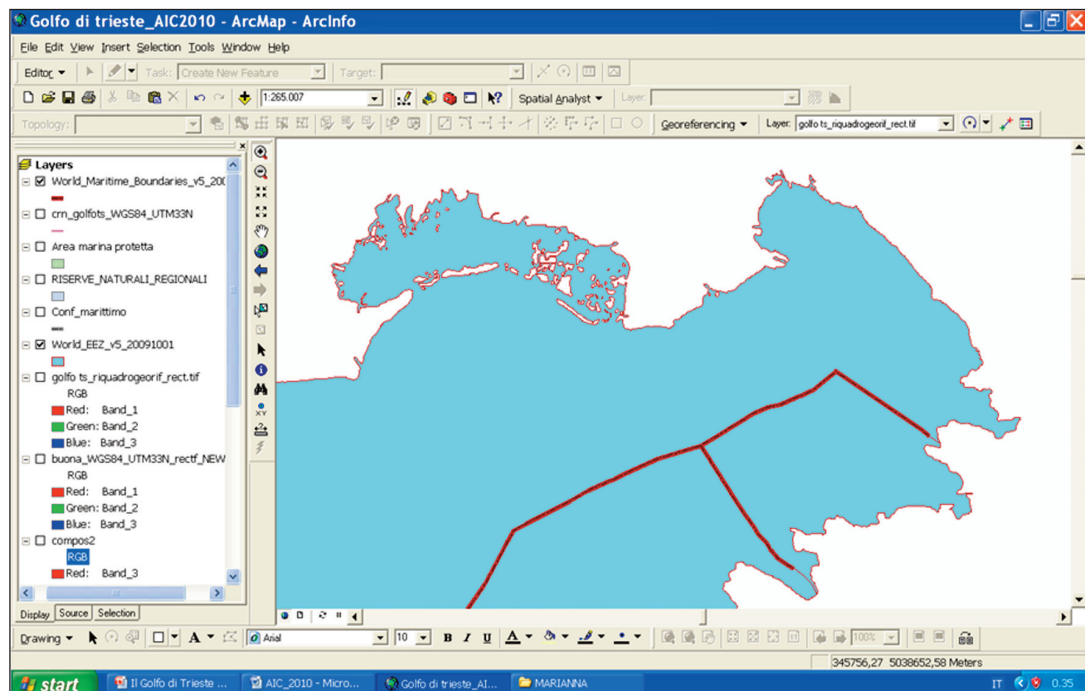 Golfo di trieste_AIC2010 - ArcMap - ArcInfo
File Edit View Insert Selection Tools Window Help
Editor Task: Create New Feature Target:
1:265.007 Spatial Analyst Layer:
Topology: Georeferencing Layer: golfo ts_riquadrogeorif_rect.tif
Layers
World_Maritime_Boundaries_v5_200
crn_golfots_WGS84_UTM33N
Area marina protetta
RISERVE_NATURALI_REGIONALI
Conf_marittimo
World_EEZ_v5_20091001
golfo ts_riquadrogeorif_rect.tif
RGB
Red: Band_1
Green: Band_2
Blue: Band_3
buona_WGS84_UTM33N_rectf_NEW
RGB
Red: Band_1
Green: Band_2
Blue: Band_3
compos2
RGB
Red: Band_3
XY
Display Source Selection
Drawing A Arial 10 B I U A 100%
345756,27 5038652,58 Meters
start Il Golfo di Trieste ... AIC_2010 - Micro... Golfo di trieste_AI... MARIANNA IT 0.35